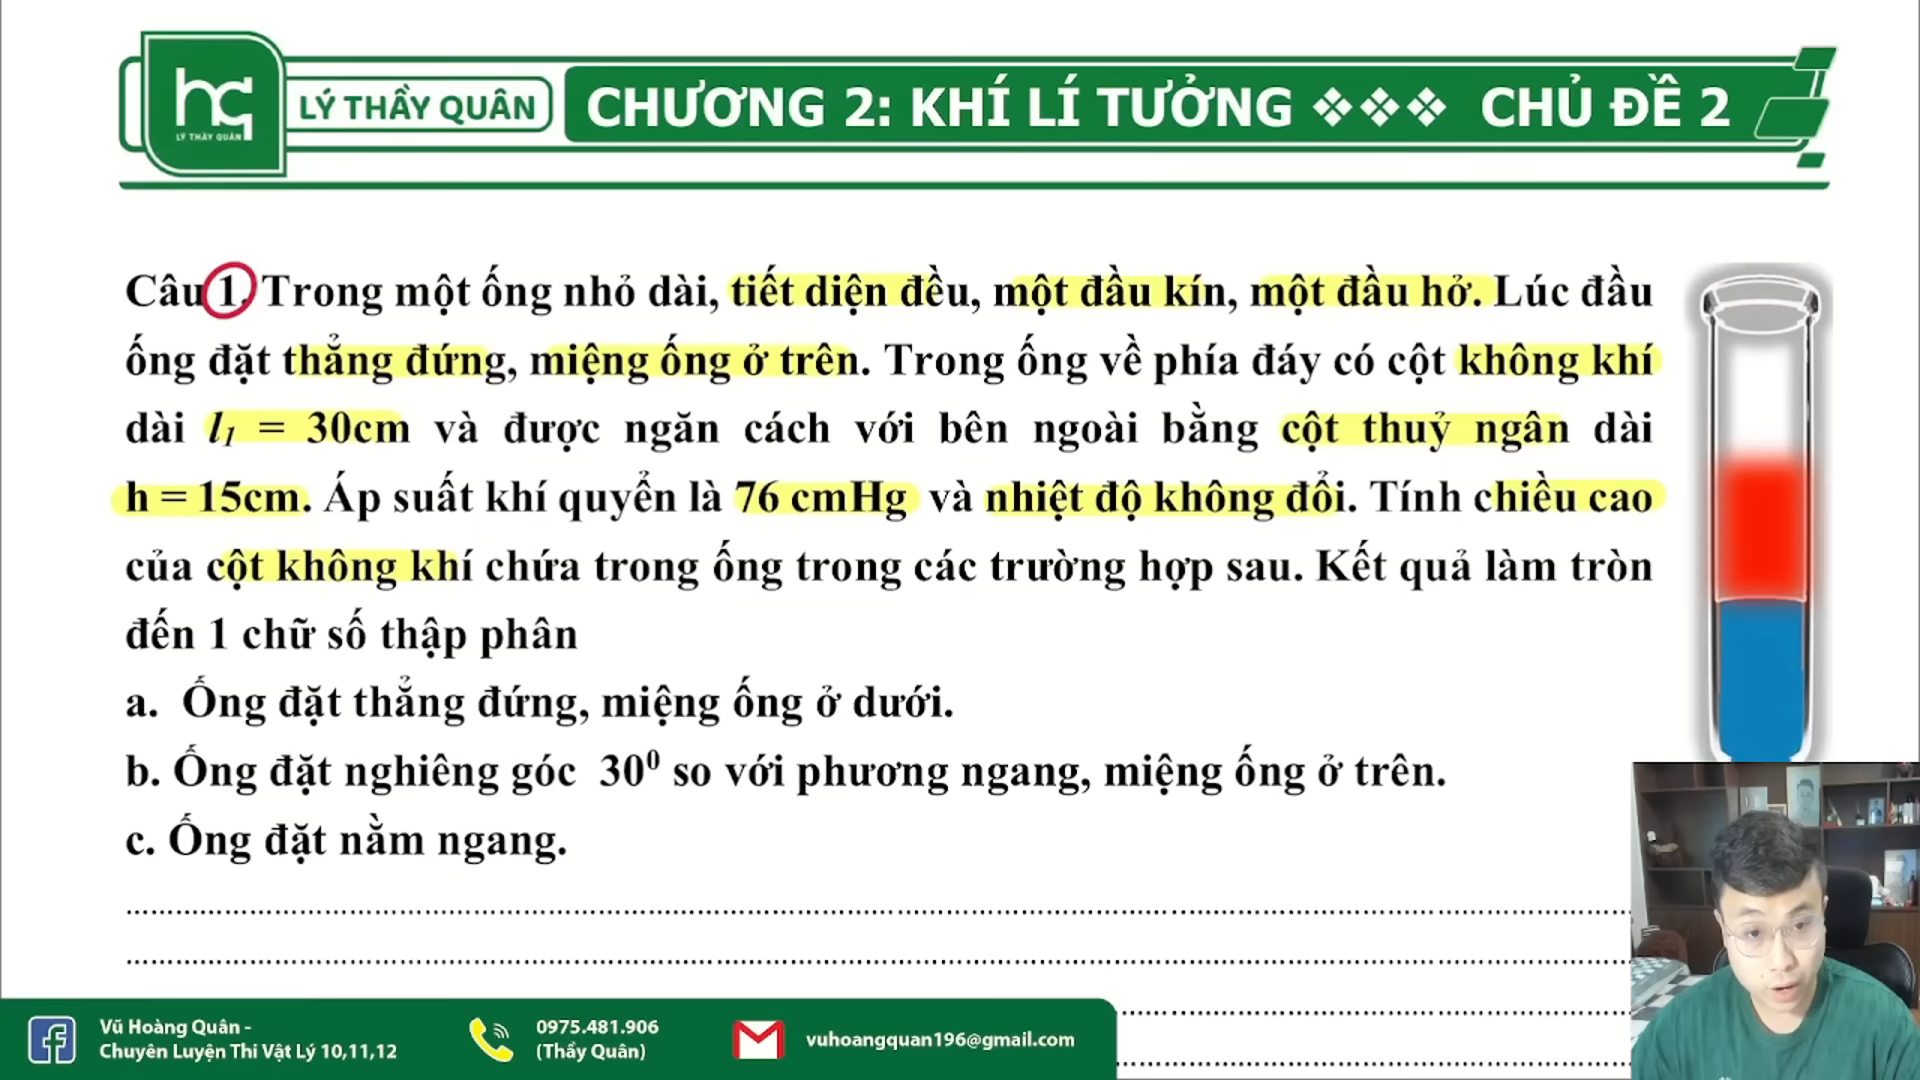 hq
LÝ THẦY QUÂN
LÝ THẦY QUÂN
CHƯƠNG 2: KHÍ LÍ TƯỞNG ❖❖❖ CHỦ ĐỀ 2
Câu 1. Trong một ống nhỏ dài, tiết diện đều, một đầu kín, một đầu hở. Lúc đầu
ống đặt thẳng đứng, miệng ống ở trên. Trong ống về phía đáy có cột không khí
dài l₁ = 30cm và được ngăn cách với bên ngoài bằng cột thuỷ ngân dài
h = 15cm. Áp suất khí quyển là 76 cmHg và nhiệt độ không đổi. Tính chiều cao
của cột không khí chứa trong ống trong các trường hợp sau. Kết quả làm tròn
đến 1 chữ số thập phân
a. Ống đặt thẳng đứng, miệng ống ở dưới.
b. Ống đặt nghiêng góc 30⁰ so với phương ngang, miệng ống ở trên.
c. Ống đặt nằm ngang.
Vũ Hoàng Quân -
Chuyên Luyện Thi Vật Lý 10,11,12
0975.481.906
(Thầy Quân)
vuhoangquan196@gmail.com